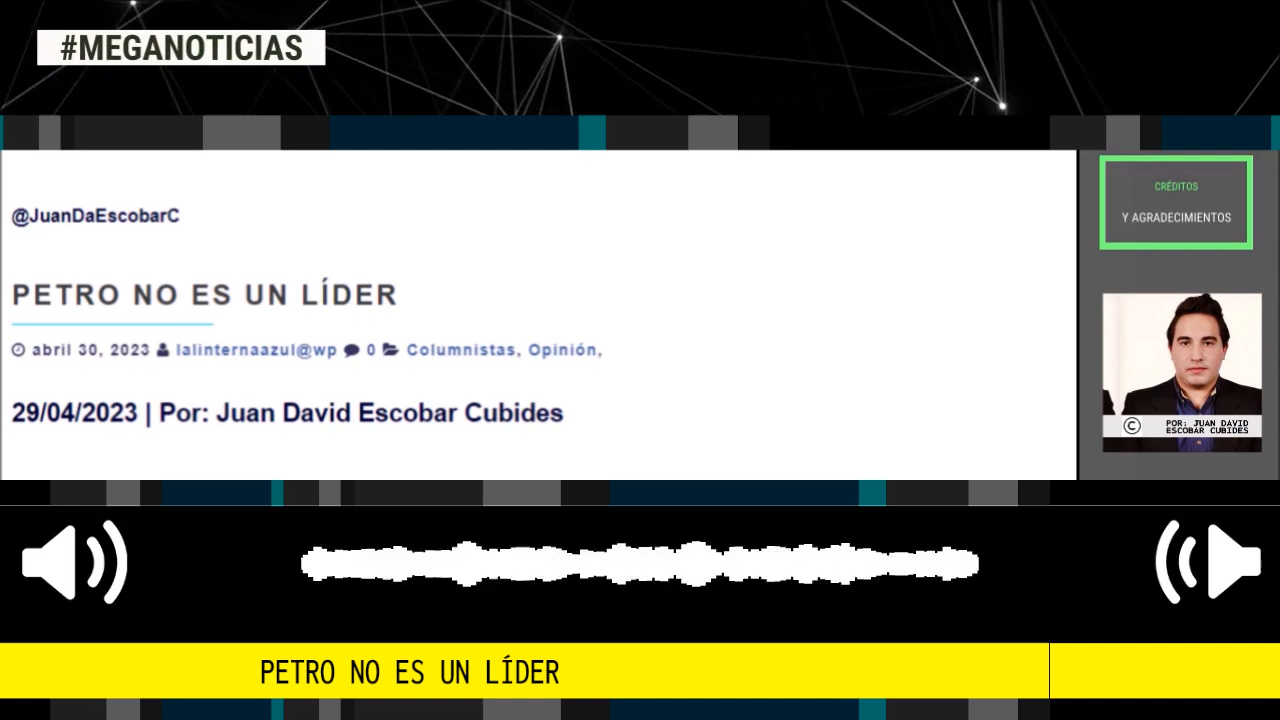 #MEGANOTICIAS
@JuanDaEscobarC
PETRO NO ES UN LÍDER
abril 30, 2023 lalinternaazul@wp 0 Columnistas, Opinión,
29/04/2023 | Por: Juan David Escobar Cubides
CRÉDITOS
Y AGRADECIMIENTOS
© POR: JUAN DAVID
ESCOBAR CUBIDES
PETRO NO ES UN LÍDER